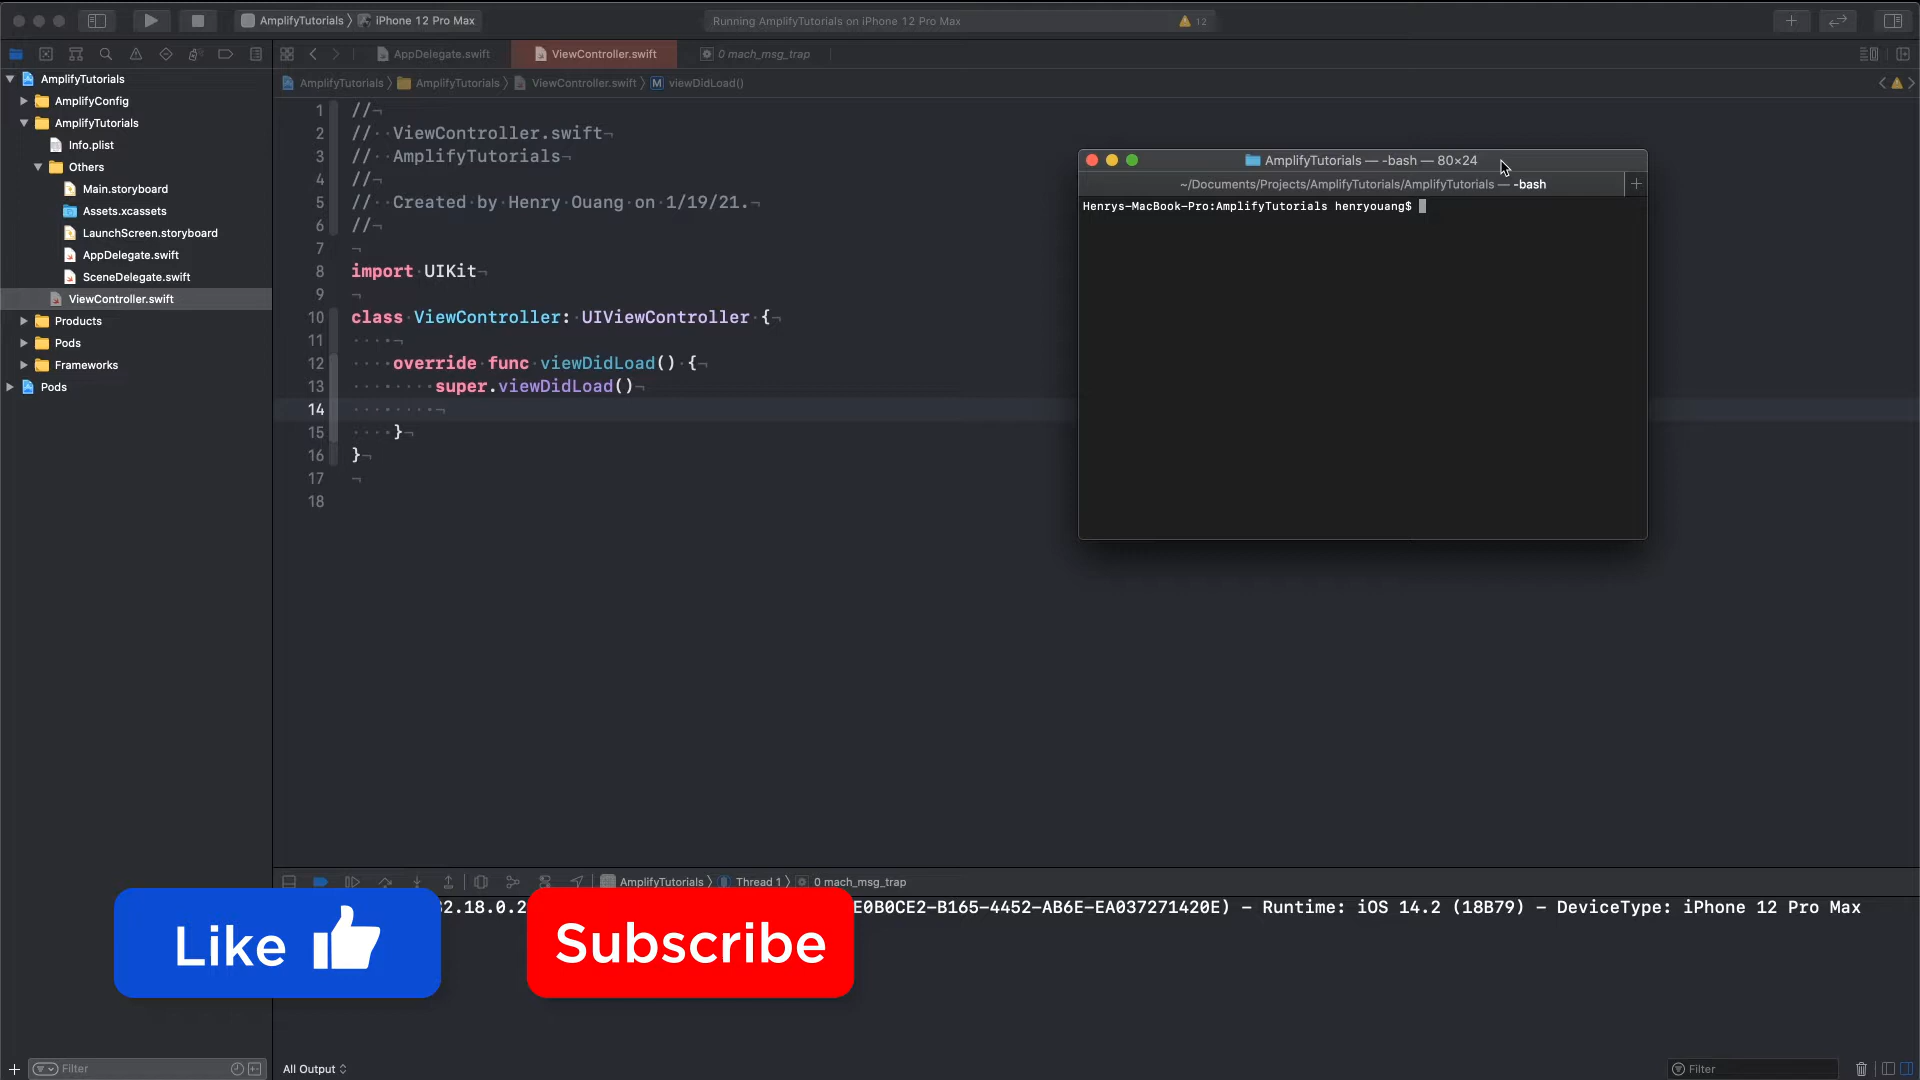 AmplifyTutorials
iPhone 12 Pro Max
Running AmplifyTutorials on iPhone 12 Pro Max
12
AppDelegate.swift
ViewController.swift
0 mach_msg_trap
AmplifyTutorials
AmplifyTutorials
ViewController.swift
M viewDidLoad()
AmplifyTutorials
AmplifyConfig
AmplifyTutorials
Info.plist
Others
Main.storyboard
Assets.xcassets
LaunchScreen.storyboard
AppDelegate.swift
SceneDelegate.swift
ViewController.swift
Products
Pods
Frameworks
Pods
1 //
2 // ViewController.swift
3 // AmplifyTutorials
4 //
5 // Created by Henry Ouang on 1/19/21.
6 //
7
8 import UIKit
9
10 class ViewController: UIViewController {
11
12 override func viewDidLoad() {
13 super.viewDidLoad()
14
15 }
16 }
17
18
AmplifyTutorials — -bash — 80×24
~/Documents/Projects/AmplifyTutorials/AmplifyTutorials — -bash
Henrys-MacBook-Pro:AmplifyTutorials henryouang$
AmplifyTutorials
Thread 1
0 mach_msg_trap
2.18.0.2
E0B0CE2-B165-4452-AB6E-EA037271420E) - Runtime: iOS 14.2 (18B79) - DeviceType: iPhone 12 Pro Max
Like
Subscribe
Filter
All Output
Filter